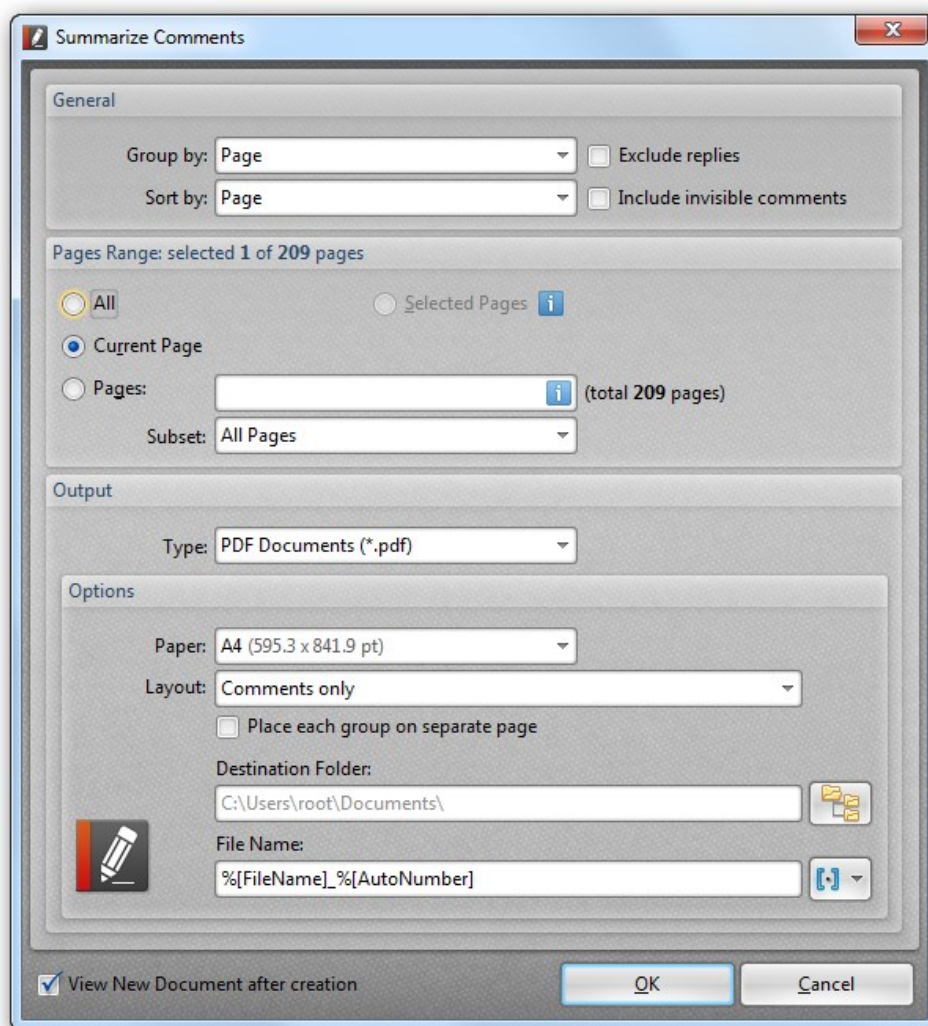 Summarize Comments
General
Group by: Page Exclude replies
Sort by: Page Include invisible comments
Pages Range: selected 1 of 209 pages
All Selected Pages
Current Page
Pages: (total 209 pages)
Subset: All Pages
Output
Type: PDF Documents (*.pdf)
Options
Paper: A4 (595.3 x 841.9 pt)
Layout: Comments only
Place each group on separate page
Destination Folder:
C:\Users\root\Documents\
File Name:
%[FileName]_%[AutoNumber]
View New Document after creation OK Cancel